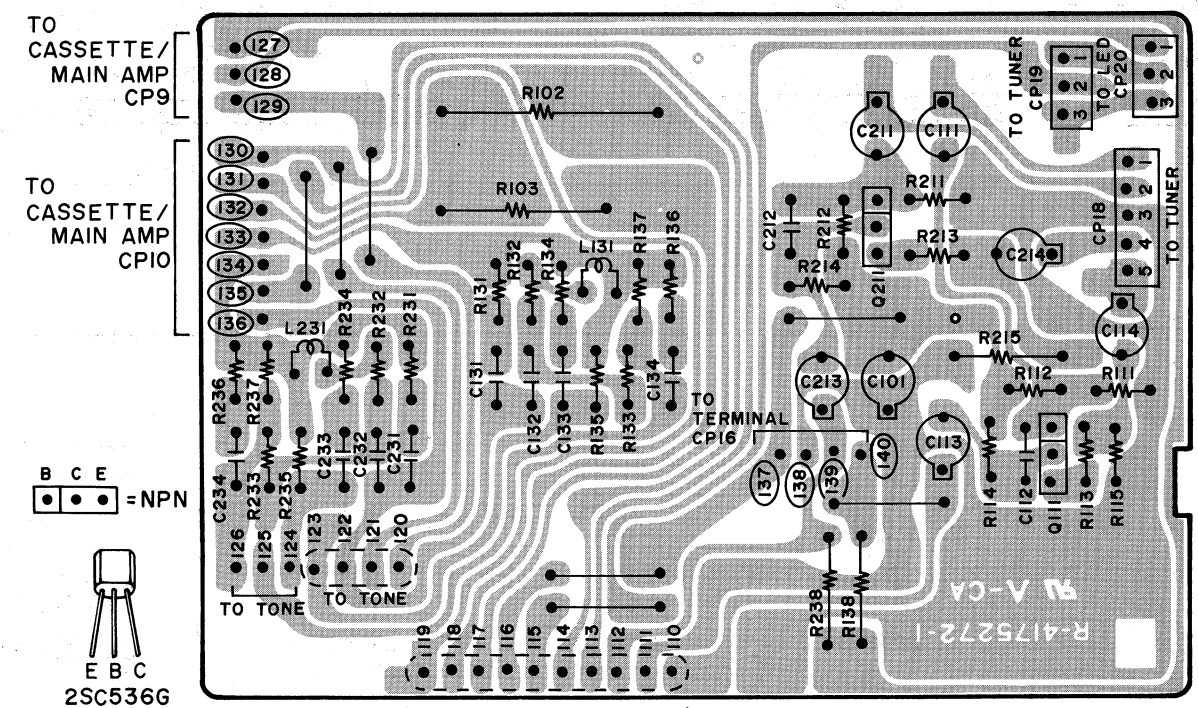 TO
CASSETTE/
MAIN AMP
CP9
127
128
129
TO
CASSETTE/
MAIN AMP
CP10
130
131
132
133
134
135
136
R102
R103
C211
C111
TO TUNER
CP19
1
2
3
TO LED
CP20
1
2
3
CP18
1
2
3
4
5
TO TUNER
R211
R213
C212
R212
R214
Q211
C214
C114
R215
R112
R111
R131
R132
R134
L131
R137
R136
L231
R234
R232
R231
R236
R237
C131
C132
C133
R135
R133
C134
C213
C101
C113
TO
TERMINAL
CP16
137
138
139
140
R114
C112
Q111
R113
R115
C234
R233
R235
C233
C232
C231
B C E
=NPN
126
125
124
123
122
121
120
TO TONE
TO TONE
R238
R138
Λ-CA
R-4175272-1
119
118
117
116
115
114
113
112
111
110
E B C
2SC536G